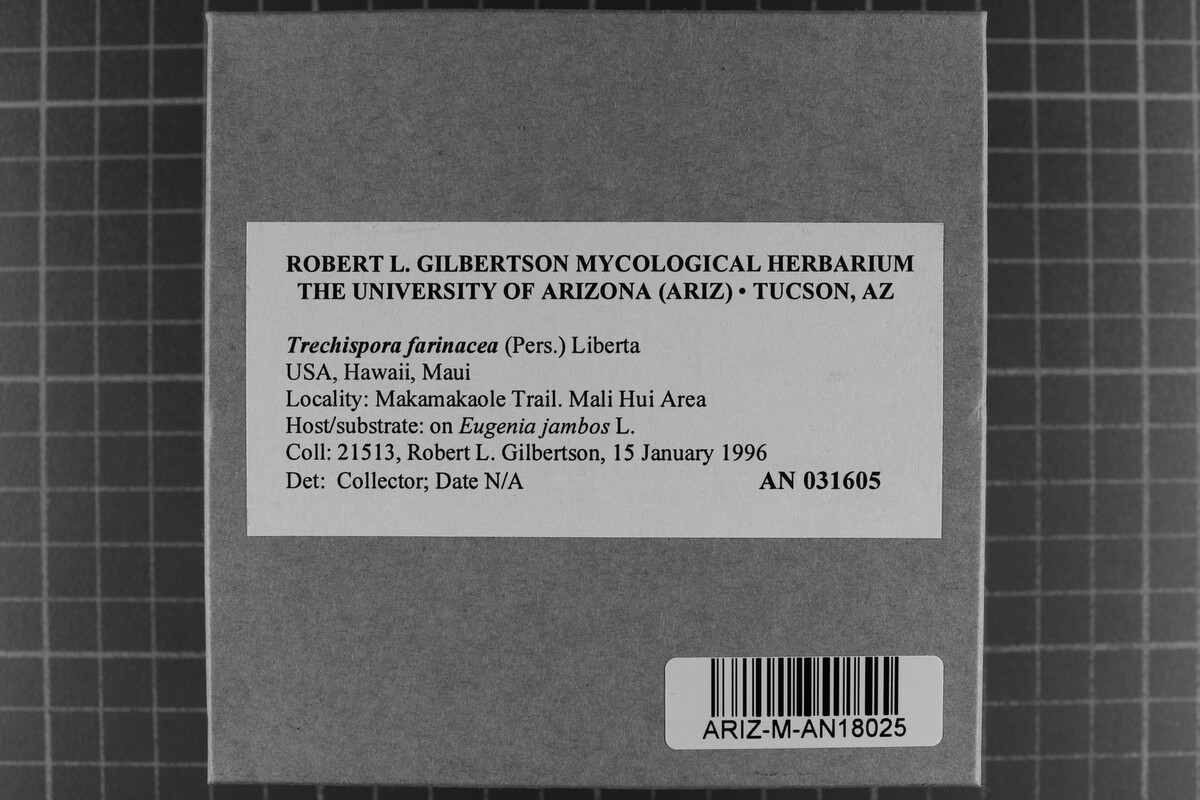 ROBERT L. GILBERTSON MYCOLOGICAL HERBARIUM
THE UNIVERSITY OF ARIZONA (ARIZ) • TUCSON, AZ
Trechispora farinacea (Pers.) Liberta
USA, Hawaii, Maui
Locality: Makamakaole Trail. Mali Hui Area
Host/substrate: on Eugenia jambos L.
Coll: 21513, Robert L. Gilbertson, 15 January 1996
Det: Collector; Date N/A AN 031605
ARIZ-M-AN18025